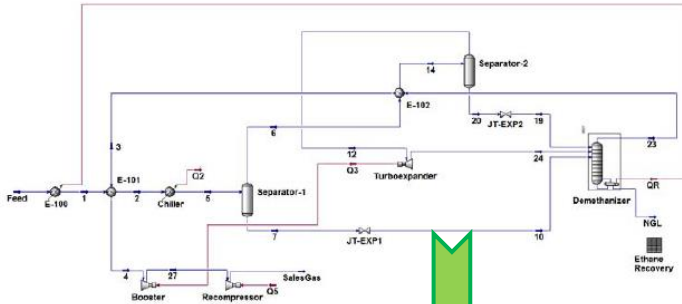 14
Separator-2
E-102
20
JT-EXP2
19
23
6
3
12
Q3
Turboexpander
24
E-101
Q2
Feed
E-100
1
2
Chiller
5
Separator-1
QR
Demethanizer
7
JT-EXP1
10
NGL
Ethane
Recovery
4
27
SalesGas
Booster
Recompressor
Q5